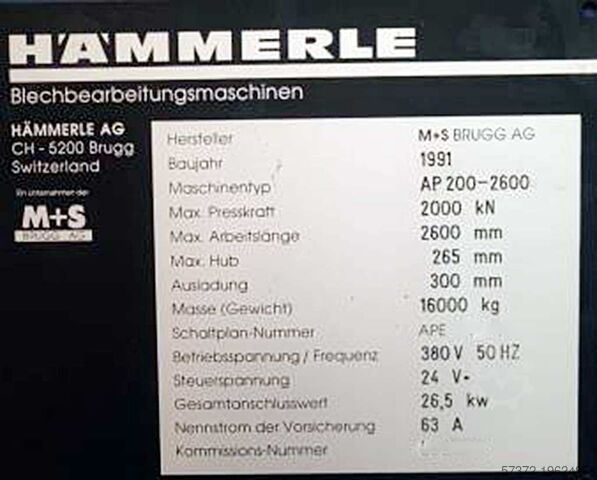 HÄMMERLE
Blechbearbeitungsmaschinen
HÄMMERLE AG
CH - 5200 Brugg
Switzerland
Ein Unternehmen der
M+S
BRUGG AG
Hersteller M+S BRUGG AG
Baujahr 1991
Maschinentyp AP 200-2600
Max. Presskraft 2000 kN
Max. Arbeitslänge 2600 mm
Max. Hub 265 mm
Ausladung 300 mm
Masse (Gewicht) 16000 kg
Schaltplan-Nummer APE
Betriebsspannung / Frequenz 380 V 50 HZ
Steuerspannung 24 V-
Gesamtanschlusswert 26,5 kw
Nennstrom der Vorsicherung 63 A
Kommissions-Nummer